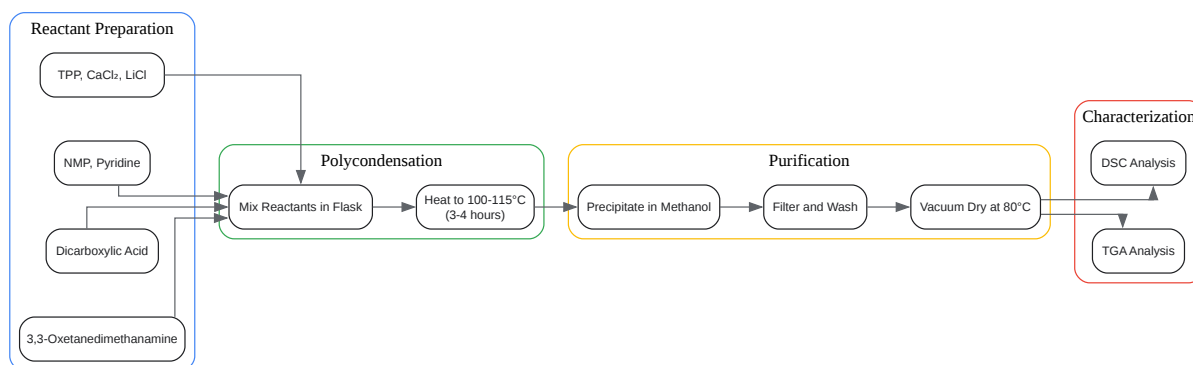 Reactant Preparation
TPP, CaCl₂, LiCl
NMP, Pyridine
Dicarboxylic Acid
3,3-Oxetanedimethanamine
Polycondensation
Mix Reactants in Flask
Heat to 100-115°C
(3-4 hours)
Purification
Precipitate in Methanol
Filter and Wash
Vacuum Dry at 80°C
Characterization
DSC Analysis
TGA Analysis